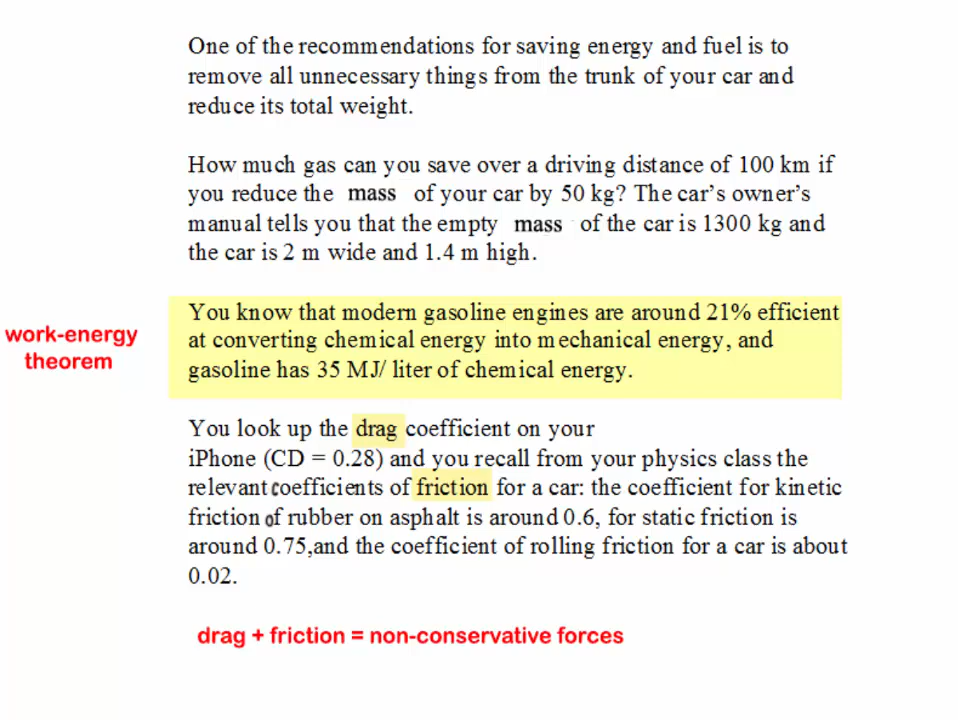 One of the recommendations for saving energy and fuel is to
remove all unnecessary things from the trunk of your car and
reduce its total weight.
How much gas can you save over a driving distance of 100 km if
you reduce the mass of your car by 50 kg? The car's owner's
manual tells you that the empty mass of the car is 1300 kg and
the car is 2 m wide and 1.4 m high.
work-energy
theorem
You know that modern gasoline engines are around 21% efficient
at converting chemical energy into mechanical energy, and
gasoline has 35 MJ/ liter of chemical energy.
You look up the drag coefficient on your
iPhone (CD = 0.28) and you recall from your physics class the
relevant coefficients of friction for a car: the coefficient for kinetic
friction of rubber on asphalt is around 0.6, for static friction is
around 0.75,and the coefficient of rolling friction for a car is about
0.02.
drag + friction = non-conservative forces